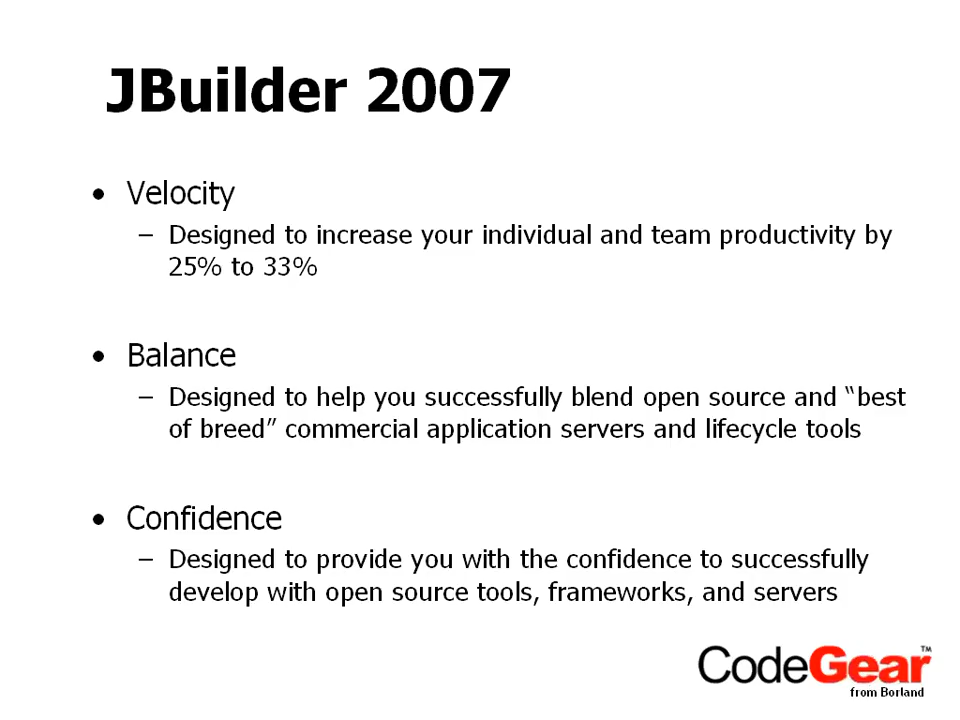 JBuilder 2007
• Velocity
– Designed to increase your individual and team productivity by
25% to 33%
• Balance
– Designed to help you successfully blend open source and “best
of breed” commercial application servers and lifecycle tools
• Confidence
– Designed to provide you with the confidence to successfully
develop with open source tools, frameworks, and servers
CodeGear™
from Borland